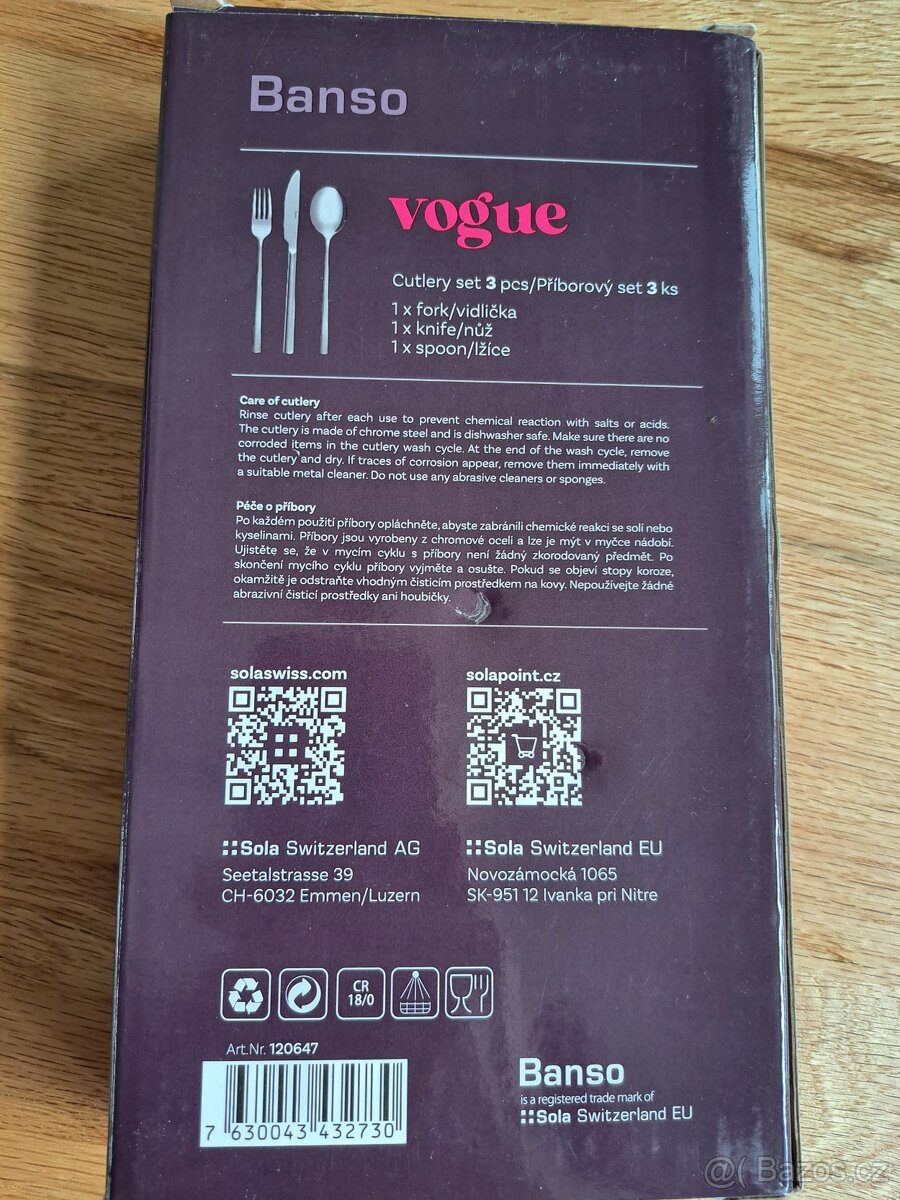 Banso
vogue
Cutlery set 3 pcs/Příborový set 3 ks
1 x fork/vidlička
1 x knife/nůž
1 x spoon/lžíce
Care of cutlery
Rinse cutlery after each use to prevent chemical reaction with salts or acids.
The cutlery is made of chrome steel and is dishwasher safe. Make sure there are no
corroded items in the cutlery wash cycle. At the end of the wash cycle, remove
the cutlery and dry. If traces of corrosion appear, remove them immediately with
a suitable metal cleaner. Do not use any abrasive cleaners or sponges.
Péče o příbory
Po každém použití příbory opláchněte, abyste zabránili chemické reakci se solí nebo
kyselinami. Příbory jsou vyrobeny z chromové oceli a lze je mýt v myčce nádobí.
Ujistěte se, že v mycím cyklu s příbory není žádný zkorodovaný předmět. Po
skončení mycího cyklu příbory vyjměte a osušte. Pokud se objeví stopy koroze,
okamžitě je odstraňte vhodným čisticím prostředkem na kovy. Nepoužívejte žádné
abrazivní čisticí prostředky ani houbičky.
solaswiss.com
solapoint.cz
Sola Switzerland AG
Seetalstrasse 39
CH-6032 Emmen/Luzern
Sola Switzerland EU
Novozámocká 1065
SK-951 12 Ivanka pri Nitre
CR
18/0
Art.Nr. 120647
7 630043 432730
Banso
is a registered trade mark of
Sola Switzerland EU
@( Bazos.cz